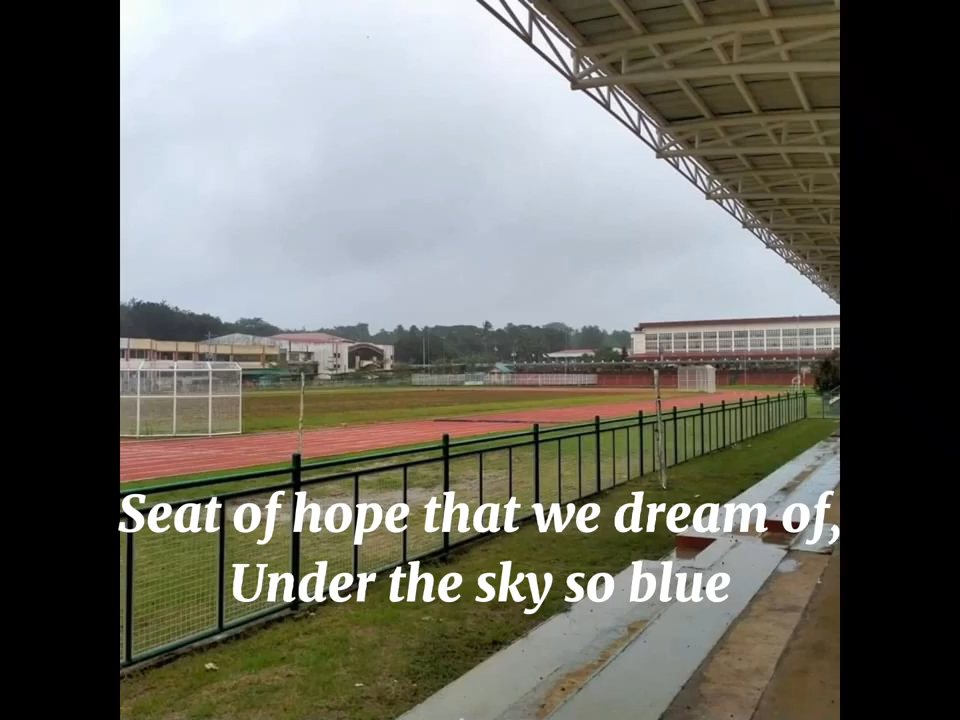 Seat of hope that we dream of,
Under the sky so blue